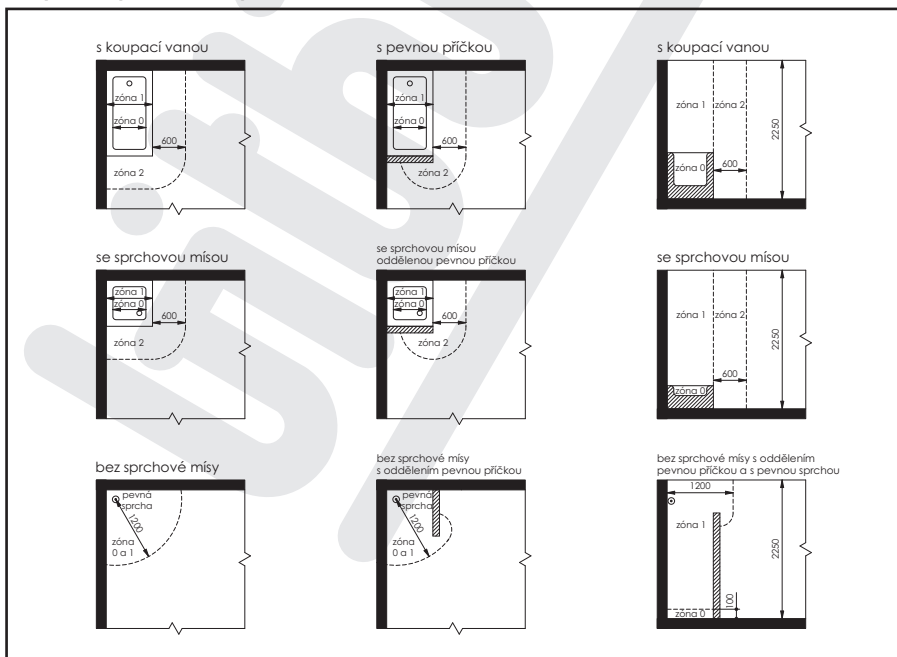 s koupací vanou
zóna 1
zóna 0
600
zóna 2
s pevnou příčkou
zóna 1
zóna 0
600
zóna 2
s koupací vanou
zóna 1
zóna 2
2250
zóna 0
600
se sprchovou mísou
zóna 1
zóna 0
600
zóna 2
se sprchovou mísou
oddělenou pevnou příčkou
zóna 1
zóna 0
600
zóna 2
se sprchovou mísou
zóna 1
zóna 2
2250
600
zóna 0
bez sprchové mísy
pevná
sprcha
1200
zóna
0 a 1
bez sprchové mísy
s oddělením pevnou příčkou
pevná
sprcha
1200
zóna
0 a 1
bez sprchové mísy s oddělením
pevnou příčkou a s pevnou sprchou
1200
zóna 1
2250
100
zóna 0